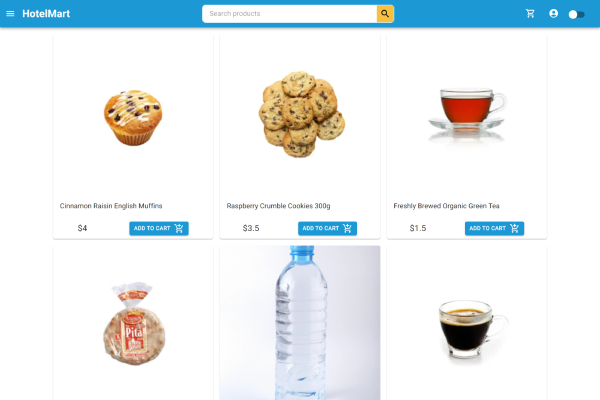 HotelMart
Search products
Cinnamon Raisin English Muffins
Raspberry Crumble Cookies 300g
Freshly Brewed Organic Green Tea
$4
ADD TO CART
$3.5
ADD TO CART
$1.5
ADD TO CART
Pita